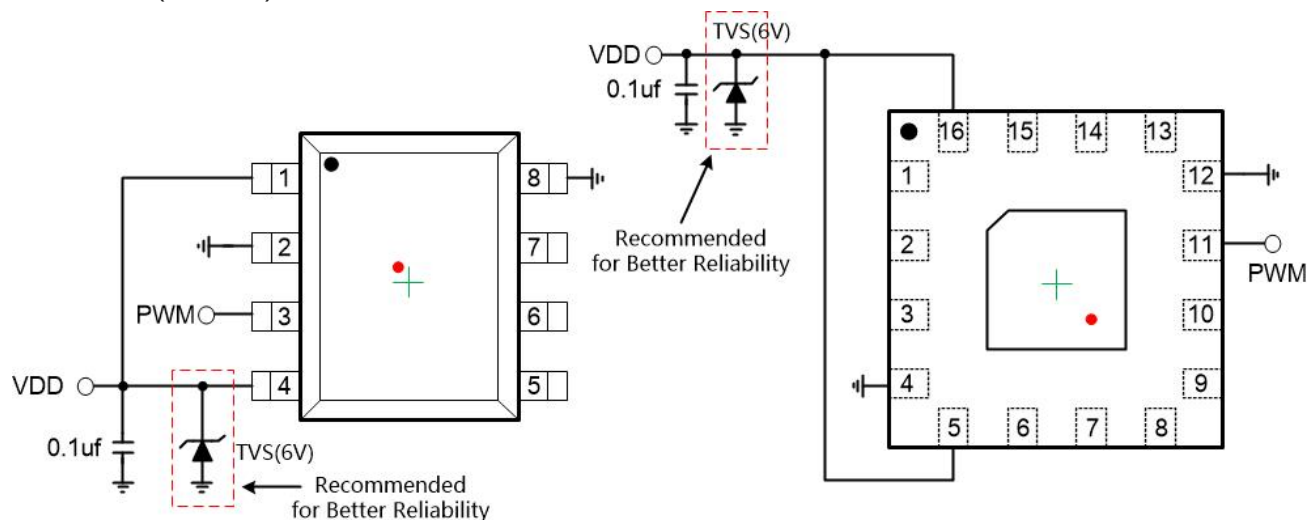 TVS(6V)
VDD
0.1uf
Recommended
for Better Reliability
16
15
14
13
1
2
3
4
12
11
10
9
5
6
7
8
PWM
1
2
3
4
8
7
6
5
PWM
VDD
0.1uf
TVS(6V)
Recommended
for Better Reliability